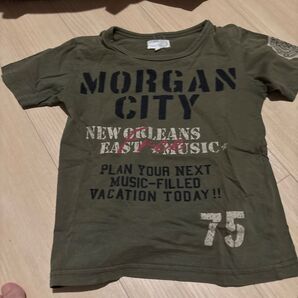 MORGAN
CITY
NEW ORLEANS
EAST MUSIC
PLAN YOUR NEXT
MUSIC-FILLED
VACATION TODAY!!
75